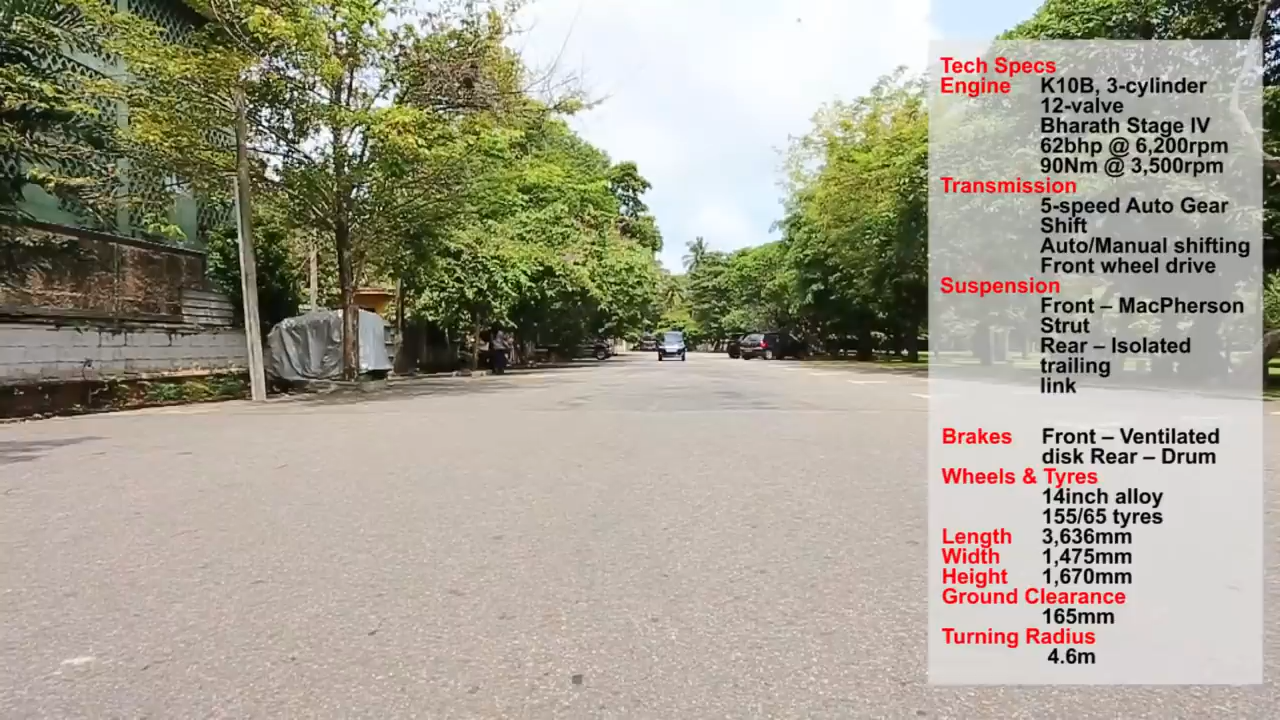 Tech Specs
Engine K10B, 3-cylinder
12-valve
Bharath Stage IV
62bhp @ 6,200rpm
90Nm @ 3,500rpm
Transmission
5-speed Auto Gear
Shift
Auto/Manual shifting
Front wheel drive
Suspension
Front – MacPherson
Strut
Rear – Isolated
trailing
link
Brakes Front – Ventilated
disk Rear – Drum
Wheels & Tyres
14inch alloy
155/65 tyres
Length 3,636mm
Width 1,475mm
Height 1,670mm
Ground Clearance
165mm
Turning Radius
4.6m